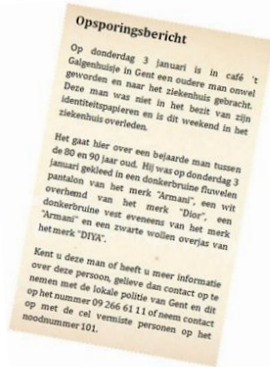 Opsporingsbericht
Op donderdag 3 januari is in café 't
Galgenhuisje in Gent een oudere man onwel
geworden en naar het ziekenhuis gebracht.
Deze man was niet in het bezit van zijn
identiteitspapieren en is dit weekend in het
ziekenhuis overleden.
Het gaat hier over een bejaarde man tussen
de 80 en 90 jaar oud. Hij was op donderdag 3
januari gekleed in een donkerbruine fluwelen
pantalon van het merk "Armani", een wit
overhemd van het merk "Dior", een
donkerbruine vest eveneens van het merk
"Armani" en een zwarte wollen overjas van
het merk "DIYA".
Kent u deze man of heeft u meer informatie
over deze persoon, gelieve dan contact op te
nemen met de lokale politie van Gent en dit
op het nummer 09 266 61 11 of neem contact
op met de cel vermiste personen op het
noodnummer 101.